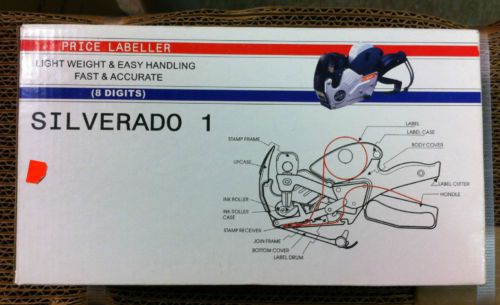 PRICE LABELLER
LIGHT WEIGHT & EASY HANDLING
FAST & ACCURATE
(8 DIGITS)
SILVERADO 1
LABEL
LABEL CASE
BODY COVER
STAMP FRAME
UPCASE
LABEL CUTTER
HONDLE
INK ROLLER
INK ROLLER
CASE
STAMP RECEIVER
JOIN FRAME
BOTTOM COVER
LABEL DRUM